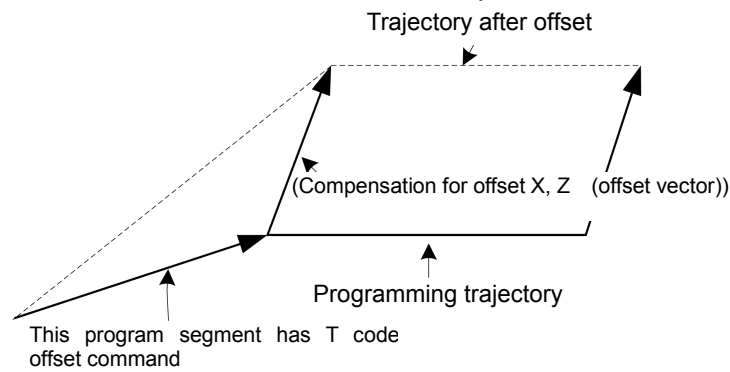 Trajectory after offset
(Compensation for offset X, Z (offset vector))
Programming trajectory
This program segment has T code
offset command